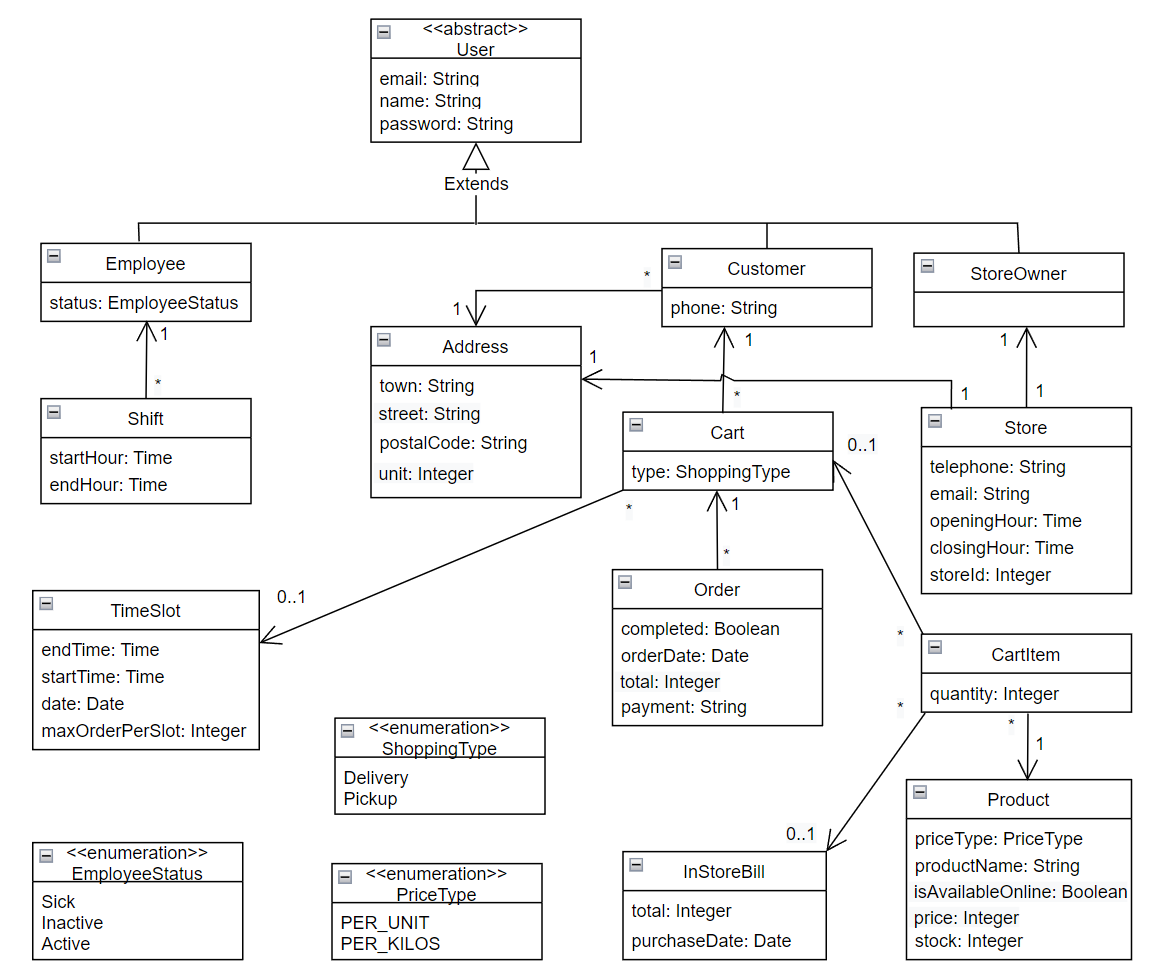 <<abstract>>
User
email: String
name: String
password: String
Extends
Employee
status: EmployeeStatus
*
Customer
phone: String
StoreOwner
1
1
*
Shift
startHour: Time
endHour: Time
1
Address
town: String
street: String
postalCode: String
unit: Integer
1
1
*
Cart
type: ShoppingType
1
1
1
Store
telephone: String
email: String
openingHour: Time
closingHour: Time
storeId: Integer
0..1
*
1
*
Order
completed: Boolean
orderDate: Date
total: Integer
payment: String
0..1
TimeSlot
endTime: Time
startTime: Time
date: Date
maxOrderPerSlot: Integer
*
CartItem
quantity: Integer
*
*
1
<<enumeration>>
ShoppingType
Delivery
Pickup
Product
priceType: PriceType
productName: String
isAvailableOnline: Boolean
price: Integer
stock: Integer
0..1
InStoreBill
total: Integer
purchaseDate: Date
<<enumeration>>
EmployeeStatus
Sick
Inactive
Active
<<enumeration>>
PriceType
PER_UNIT
PER_KILOS